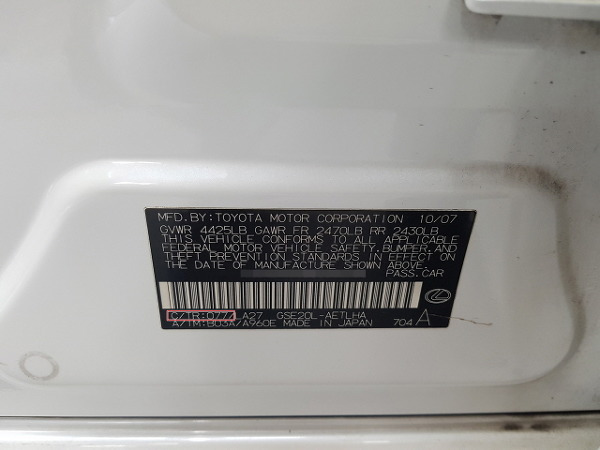 MFD.BY:TOYOTA MOTOR CORPORATION 10/07
GVWR 4425LB GAWR FR 2470LB RR 2430LB
THIS VEHICLE CONFORMS TO ALL APPLICABLE
FEDERAL MOTOR VEHICLE SAFETY,BUMPER,AND
THEFT PREVENTION STANDARDS IN EFFECT ON
THE DATE OF MANUFACTURE SHOWN ABOVE.
PASS.CAR
C/TR:077/LA27 GSE20L-AETLHA
A/TM:B03A/A960E MADE IN JAPAN 704 A